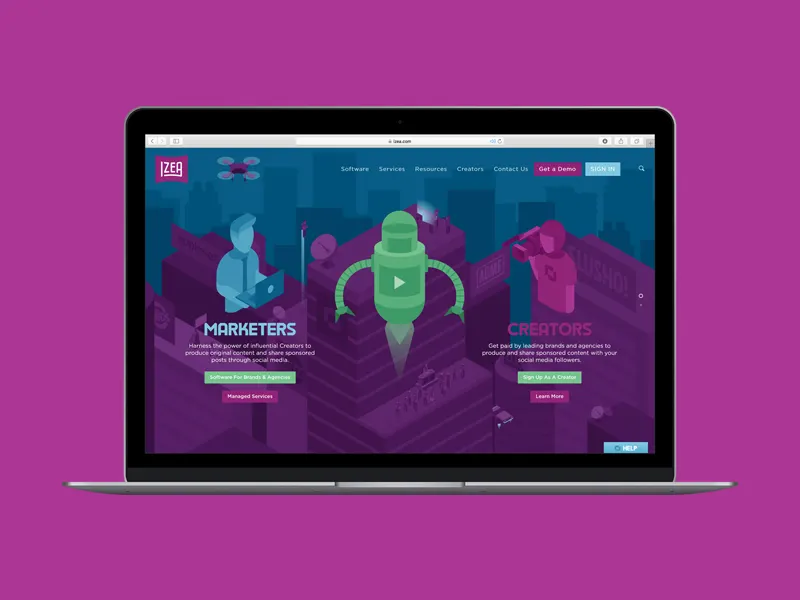 izea.com
IZEA
Software Services Resources Creators Contact Us Get a Demo SIGN IN
MARKETERS
Harness the power of influential Creators to
produce original content and share sponsored
posts through social media.
Software For Brands & Agencies
Managed Services
CREATORS
Get paid by leading brands and agencies to
produce and share sponsored content with your
social media followers.
Sign Up As A Creator
Learn More
HELP